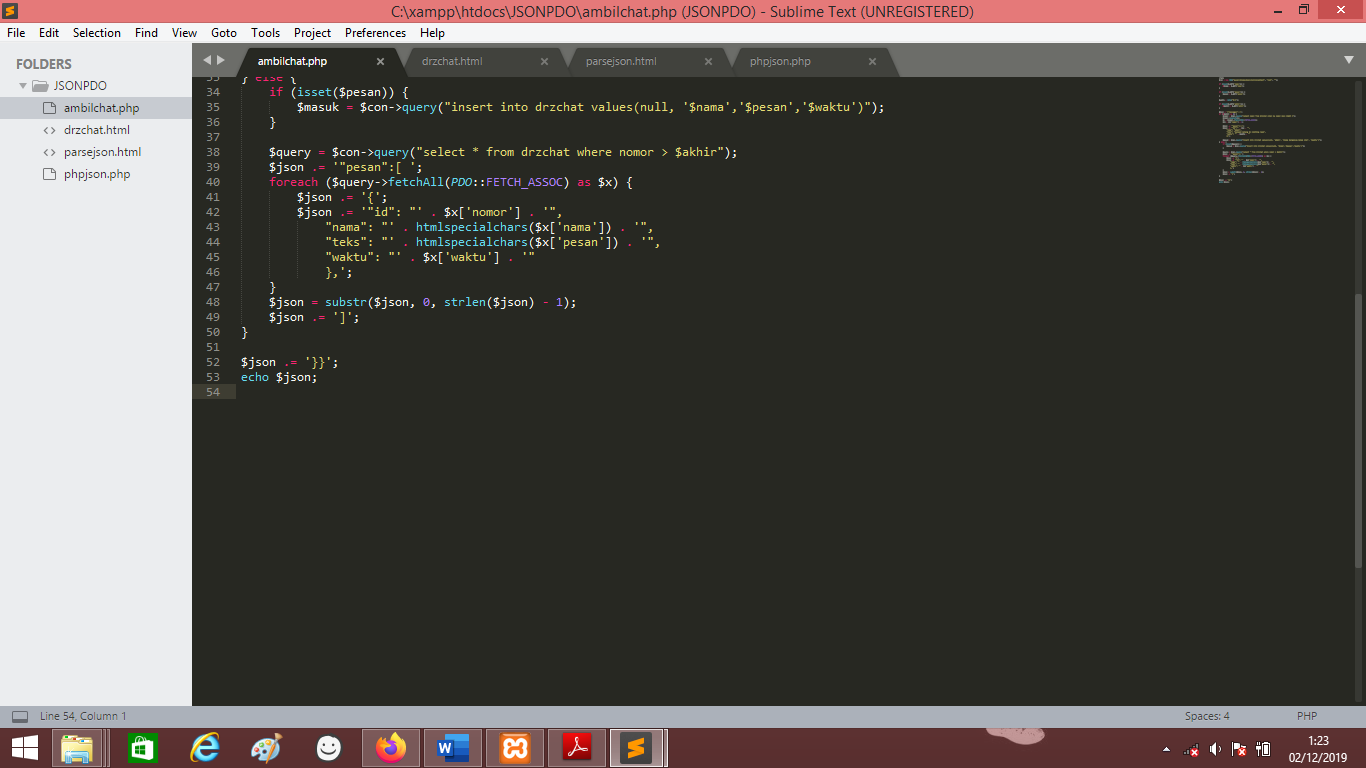 C:\xampp\htdocs\JSONPDO\ambilchat.php (JSONPDO) - Sublime Text (UNREGISTERED)
File Edit Selection Find View Goto Tools Project Preferences Help
FOLDERS
JSONPDO
ambilchat.php
drzchat.html
parsejson.html
phpjson.php
ambilchat.php × drzchat.html × parsejson.html × phpjson.php ×
33 } else {
34     if (isset($pesan)) {
35         $masuk = $con->query("insert into drzchat values(null, '$nama','$pesan','$waktu')");
36     }
37
38     $query = $con->query("select * from drzchat where nomor > $akhir");
39     $json .= '"pesan":[ ';
40     foreach ($query->fetchAll(PDO::FETCH_ASSOC) as $x) {
41         $json .= '{';
42         $json .= '"id": "' . $x['nomor'] . '",
43             "nama": "' . htmlspecialchars($x['nama']) . '",
44             "teks": "' . htmlspecialchars($x['pesan']) . '",
45             "waktu": "' . $x['waktu'] . '"
46             },';
47     }
48     $json = substr($json, 0, strlen($json) - 1);
49     $json .= ']';
50 }
51
52 $json .= '}}';
53 echo $json;
54
Line 54, Column 1 Spaces: 4 PHP
1:23
02/12/2019